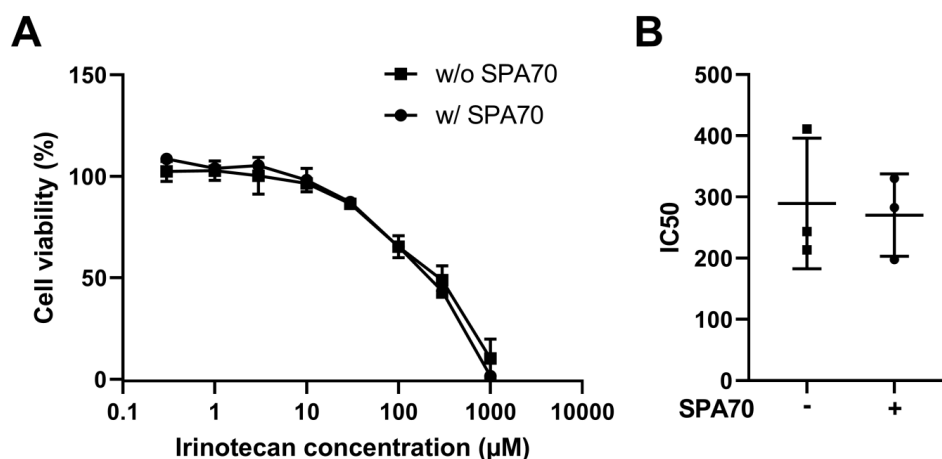 A
w/o SPA70
w/ SPA70
Cell viability (%)
150
100
50
0
0.1 1 10 100 1000 10000
Irinotecan concentration (µM)
B
IC50
500
400
300
200
100
0
SPA70 - +